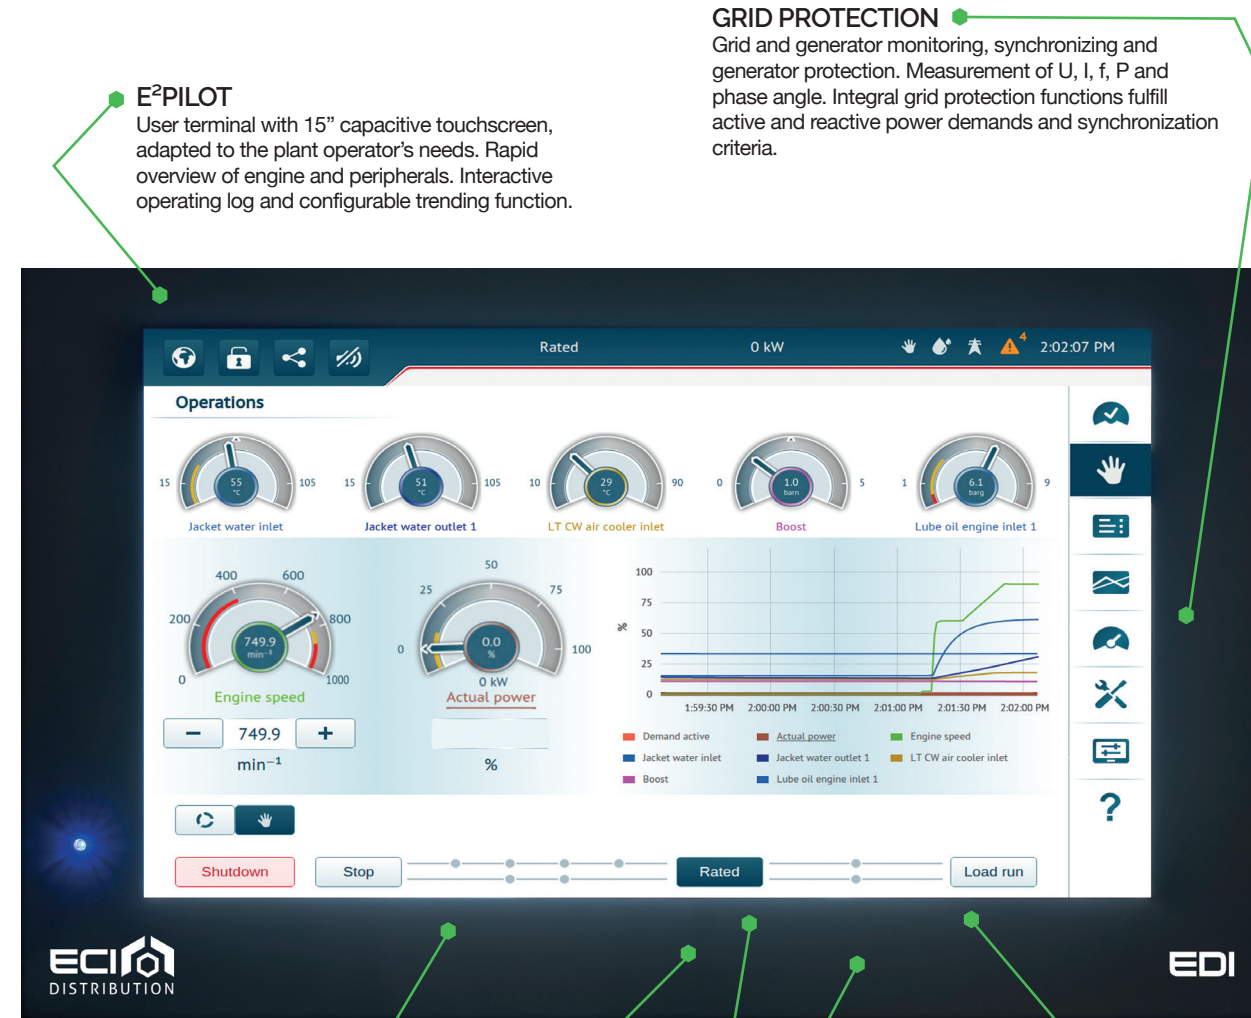 GRID PROTECTION
Grid and generator monitoring, synchronizing and
generator protection. Measurement of U, I, f, P and
phase angle. Integral grid protection functions fulfill
active and reactive power demands and synchronization
criteria.
E²PILOT
User terminal with 15” capacitive touchscreen,
adapted to the plant operator’s needs. Rapid
overview of engine and peripherals. Interactive
operating log and configurable trending function.
Rated 0 kW 4 2:02:07 PM
Operations
15 55 °C 105
Jacket water inlet
15 51 °C 105
Jacket water outlet 1
10 29 °C 90
LT CW air cooler inlet
0 1.0 barn 5
Boost
1 6.1 barg 9
Lube oil engine inlet 1
0 200 400 600 800 1000
749.9
min⁻¹
Engine speed
0 25 50 75 100
0.0
%
0 kW
Actual power
− 749.9 +
min⁻¹
%
100
75
%
50
25
0
1:59:30 PM 2:00:00 PM 2:00:30 PM 2:01:00 PM 2:01:30 PM 2:02:00 PM
Demand active Actual power Engine speed
Jacket water inlet Jacket water outlet 1 LT CW air cooler inlet
Boost Lube oil engine inlet 1
?
Shutdown Stop Rated Load run
ECI
DISTRIBUTION
EDI